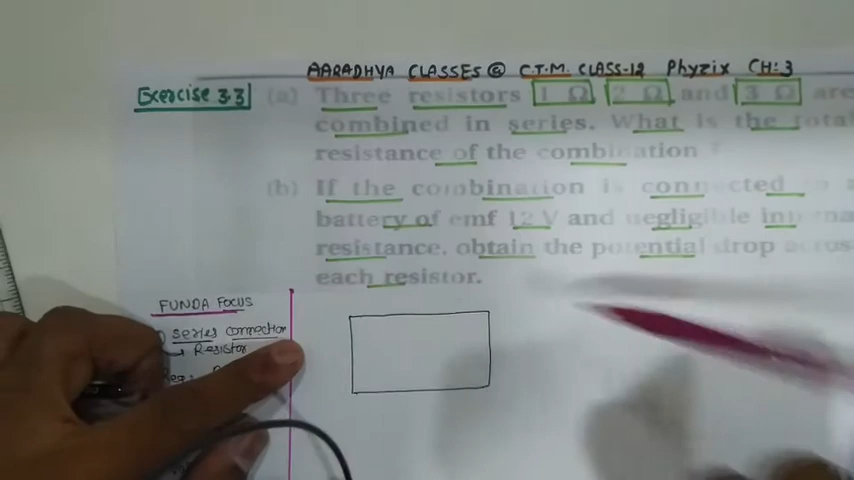 AARADHYA CLASSES @ C.T.M. CLASS-12 Phyzix CH:3
Exercise 3.3 (a) Three resistors 1 Ω 2 Ω and 3 Ω are
combined in series. What is the total
resistance of the combination ?
(b) If the combination is connected to a
battery of emf 12 V and negligible
resistance, obtain the potential drop across
each resistor.
FUNDA FOCUS
series connection
Resistor